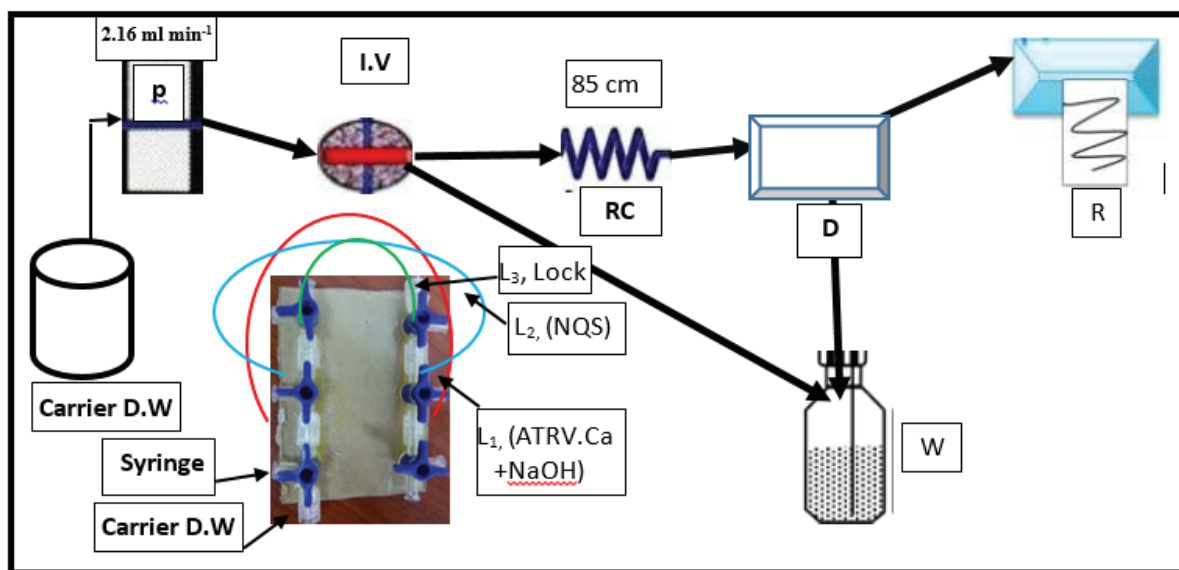 2.16 ml min⁻¹
p
I.V
85 cm
RC
D
R
Carrier D.W
L₃, Lock
L₂, (NQS)
L₁, (ATRV.Ca
+NaOH)
Syringe
Carrier D.W
W